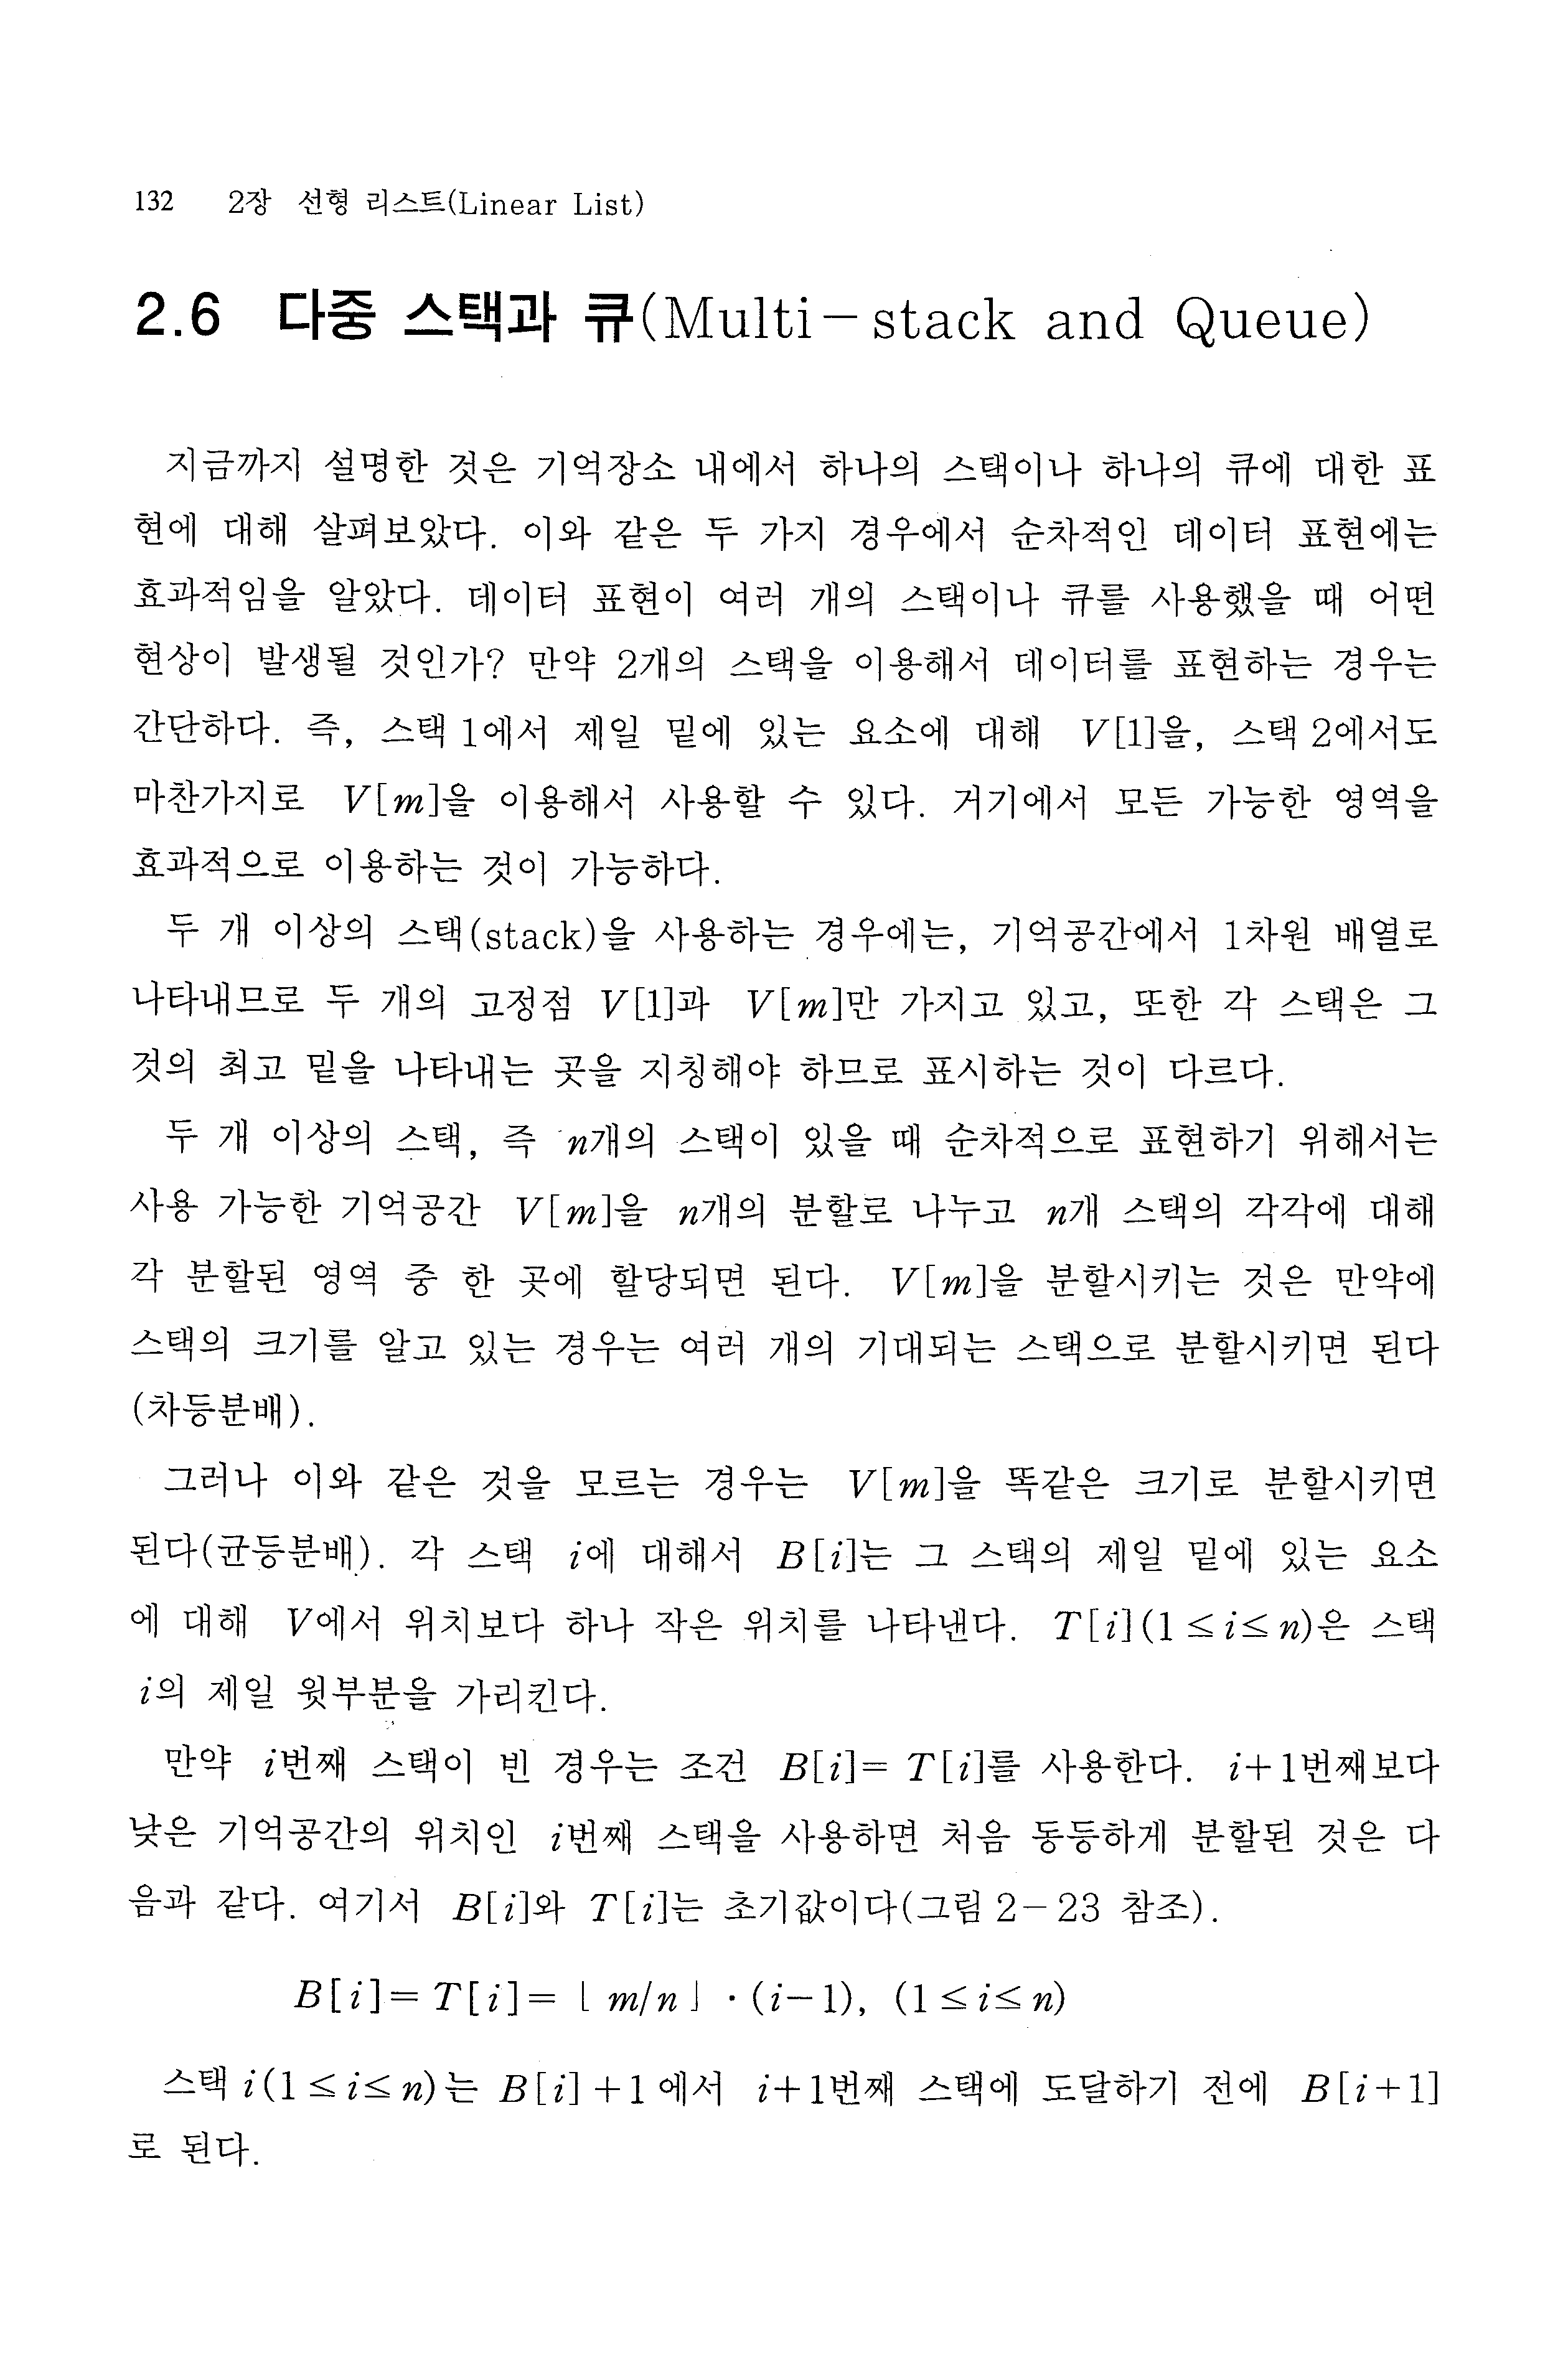 132 2장 선형 리스트(Linear List)
2.6 다중 스택과 큐(Multi－stack and Queue)
지금까지 설명한 것은 기억장소 내에서 하나의 스택이나 하나의 큐에 대한 표
현에 대해 살펴보았다. 이와 같은 두 가지 경우에서 순차적인 데이터 표현에는
효과적임을 알았다. 데이터 표현이 여러 개의 스택이나 큐를 사용했을 때 어떤
현상이 발생될 것인가? 만약 2개의 스택을 이용해서 데이터를 표현하는 경우는
간단하다. 즉, 스택 1에서 제일 밑에 있는 요소에 대해 V[1]을, 스택 2에서도
마찬가지로 V[m]을 이용해서 사용할 수 있다. 거기에서 모든 가능한 영역을
효과적으로 이용하는 것이 가능하다.
두 개 이상의 스택(stack)을 사용하는 경우에는, 기억공간에서 1차원 배열로
나타내므로 두 개의 고정점 V[1]과 V[m]만 가지고 있고, 또한 각 스택은 그
것의 최고 밑을 나타내는 곳을 지칭해야 하므로 표시하는 것이 다르다.
두 개 이상의 스택, 즉 n개의 스택이 있을 때 순차적으로 표현하기 위해서는
사용 가능한 기억공간 V[m]을 n개의 분할로 나누고 n개 스택의 각각에 대해
각 분할된 영역 중 한 곳에 할당되면 된다. V[m]을 분할시키는 것은 만약에
스택의 크기를 알고 있는 경우는 여러 개의 기대되는 스택으로 분할시키면 된다
(차등분배).
그러나 이와 같은 것을 모르는 경우는 V[m]을 똑같은 크기로 분할시키면
된다(균등분배). 각 스택 i에 대해서 B[i]는 그 스택의 제일 밑에 있는 요소
에 대해 V에서 위치보다 하나 작은 위치를 나타낸다. T[i](1≤i≤n)은 스택
i의 제일 윗부분을 가리킨다.
만약 i번째 스택이 빈 경우는 조건 B[i]= T[i]를 사용한다. i+1번째보다
낮은 기억공간의 위치인 i번째 스택을 사용하면 처음 동등하게 분할된 것은 다
음과 같다. 여기서 B[i]와 T[i]는 초기값이다(그림 2－23 참조).
B[i]= T[i]= ⌊ m/n ⌋ · (i－1), (1≤i≤n)
스택 i(1≤i≤n)는 B[i]+1에서 i+1번째 스택에 도달하기 전에 B[i+1]
로 된다.